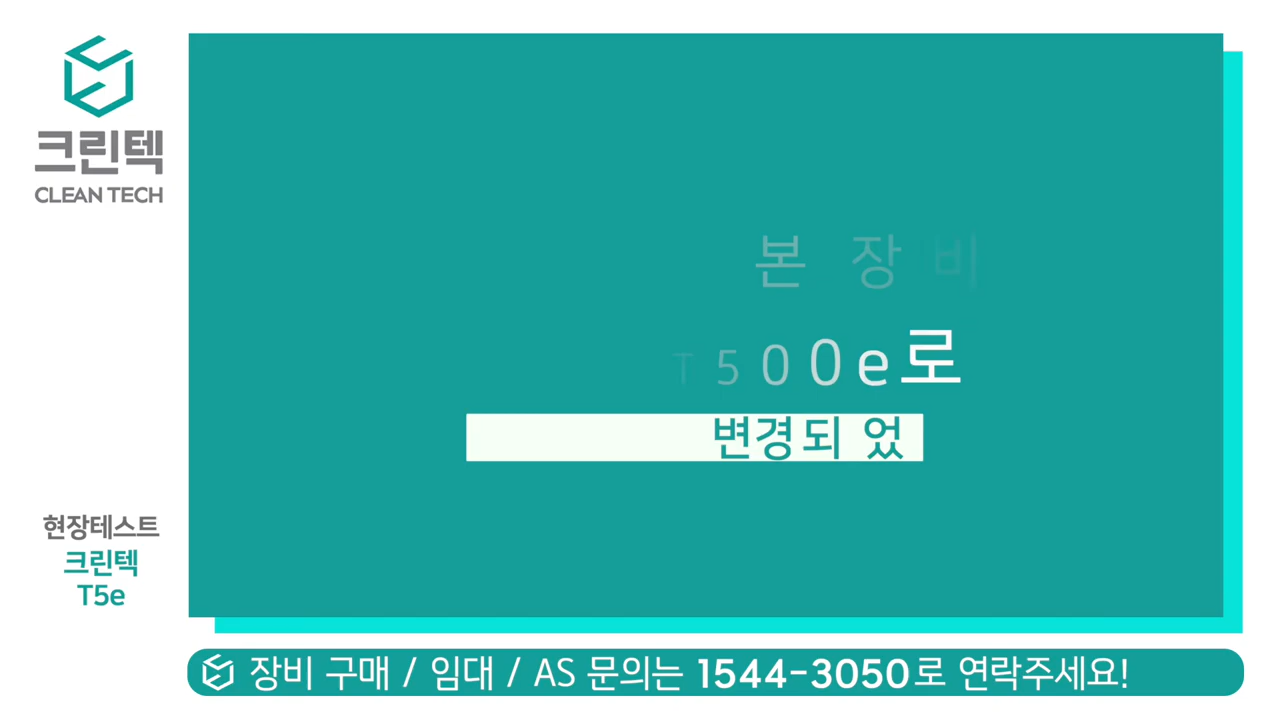 크린텍
CLEAN TECH
본 장비
T500e로
변경되 었
현장테스트
크린텍
T5e
장비 구매 / 임대 / AS 문의는 1544-3050로 연락주세요!